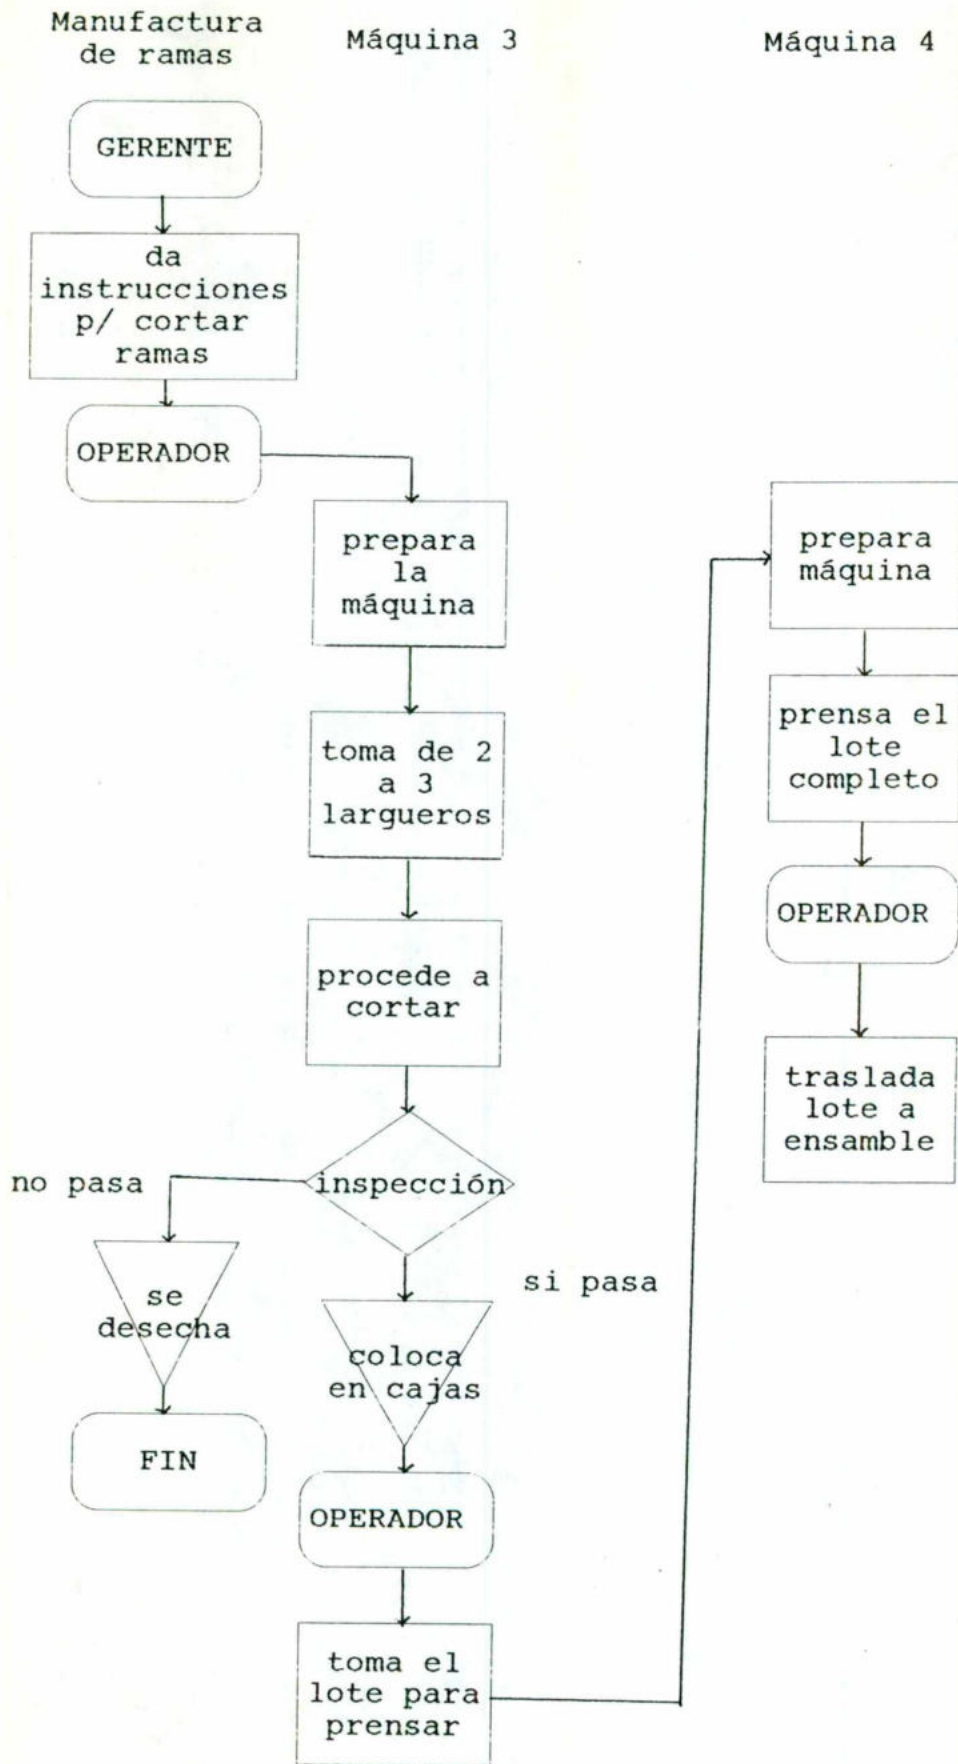 Manufactura
de ramas
Máquina 3
Máquina 4
GERENTE
da
instrucciones
p/ cortar
ramas
OPERADOR
prepara
la
máquina
toma de 2
a 3
largueros
procede a
cortar
inspección
no pasa
se
desecha
FIN
si pasa
coloca
en cajas
OPERADOR
toma el
lote para
prensar
prepara
máquina
prensa el
lote
completo
OPERADOR
traslada
lote a
ensamble